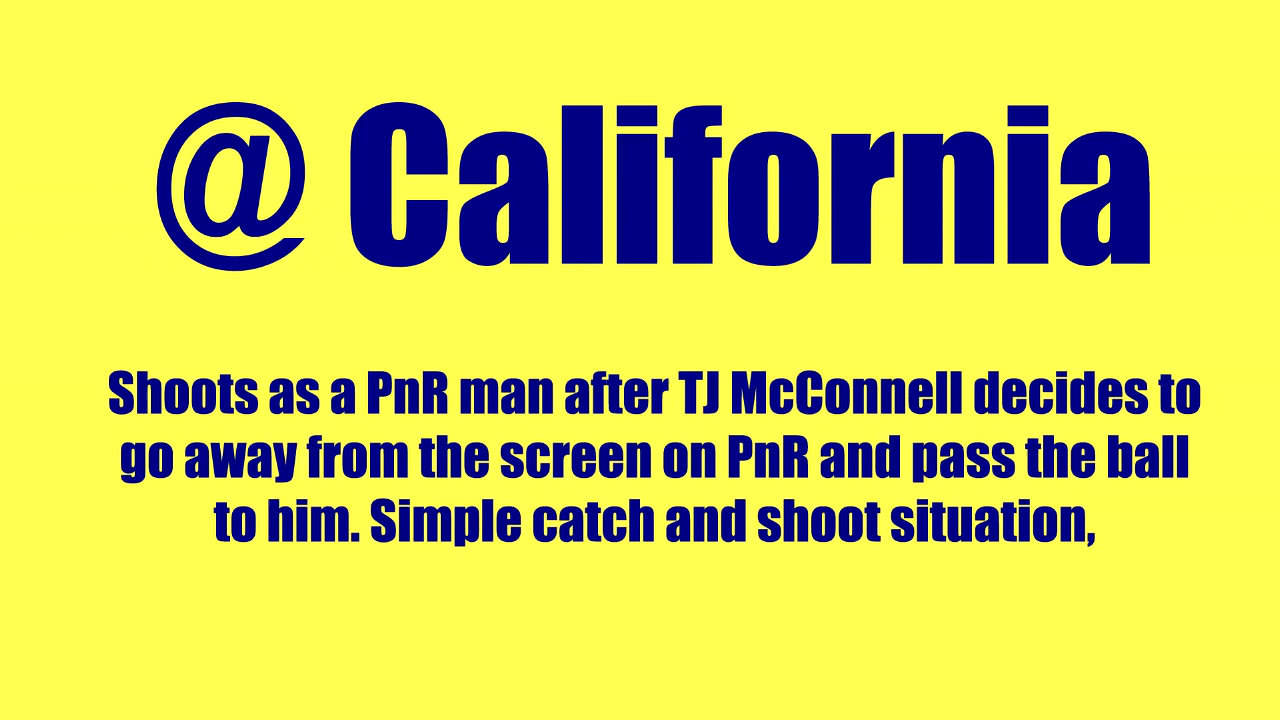 @ California
Shoots as a PnR man after TJ McConnell decides to
go away from the screen on PnR and pass the ball
to him. Simple catch and shoot situation,